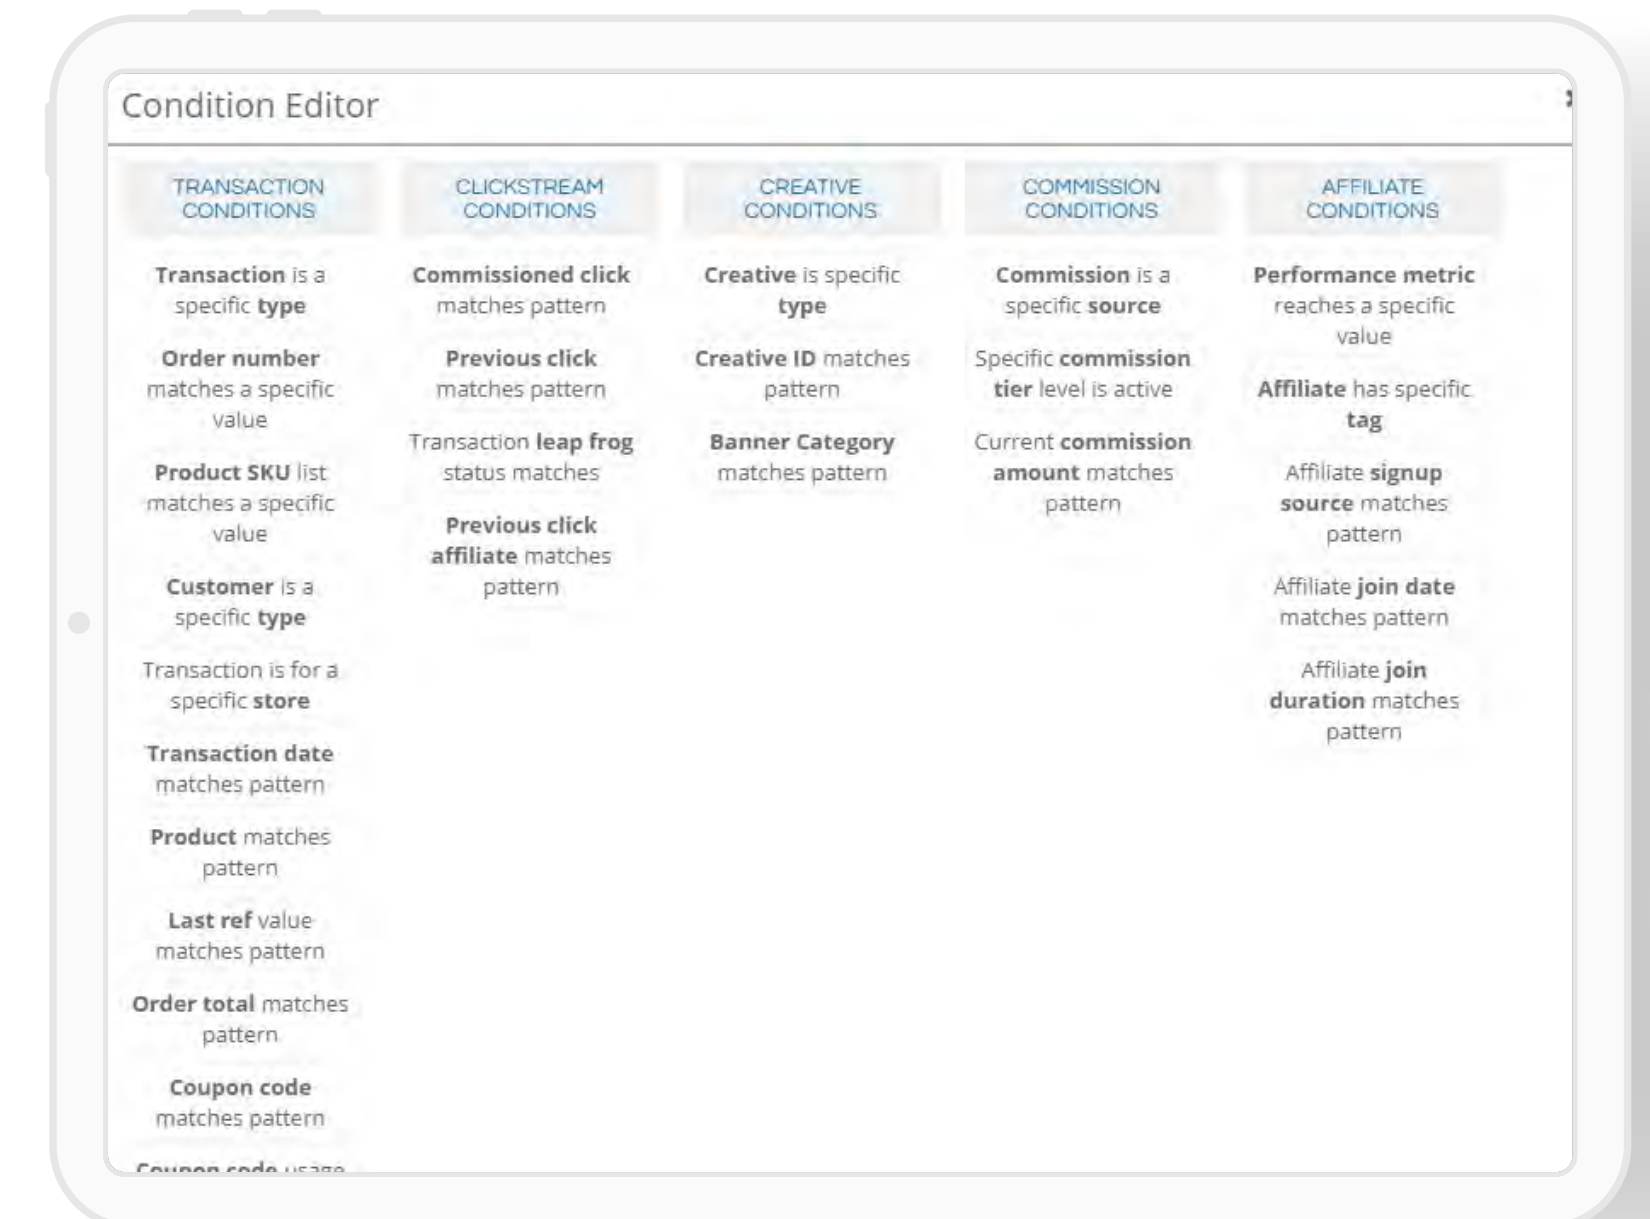 Condition Editor
TRANSACTION
CONDITIONS
Transaction is a
specific type
Order number
matches a specific
value
Product SKU list
matches a specific
value
Customer is a
specific type
Transaction is for a
specific store
Transaction date
matches pattern
Product matches
pattern
Last ref value
matches pattern
Order total matches
pattern
Coupon code
matches pattern
Coupon code usage
CLICKSTREAM
CONDITIONS
Commissioned click
matches pattern
Previous click
matches pattern
Transaction leap frog
status matches
Previous click
affiliate matches
pattern
CREATIVE
CONDITIONS
Creative is specific
type
Creative ID matches
pattern
Banner Category
matches pattern
COMMISSION
CONDITIONS
Commission is a
specific source
Specific commission
tier level is active
Current commission
amount matches
pattern
AFFILIATE
CONDITIONS
Performance metric
reaches a specific
value
Affiliate has specific
tag
Affiliate signup
source matches
pattern
Affiliate join date
matches pattern
Affiliate join
duration matches
pattern